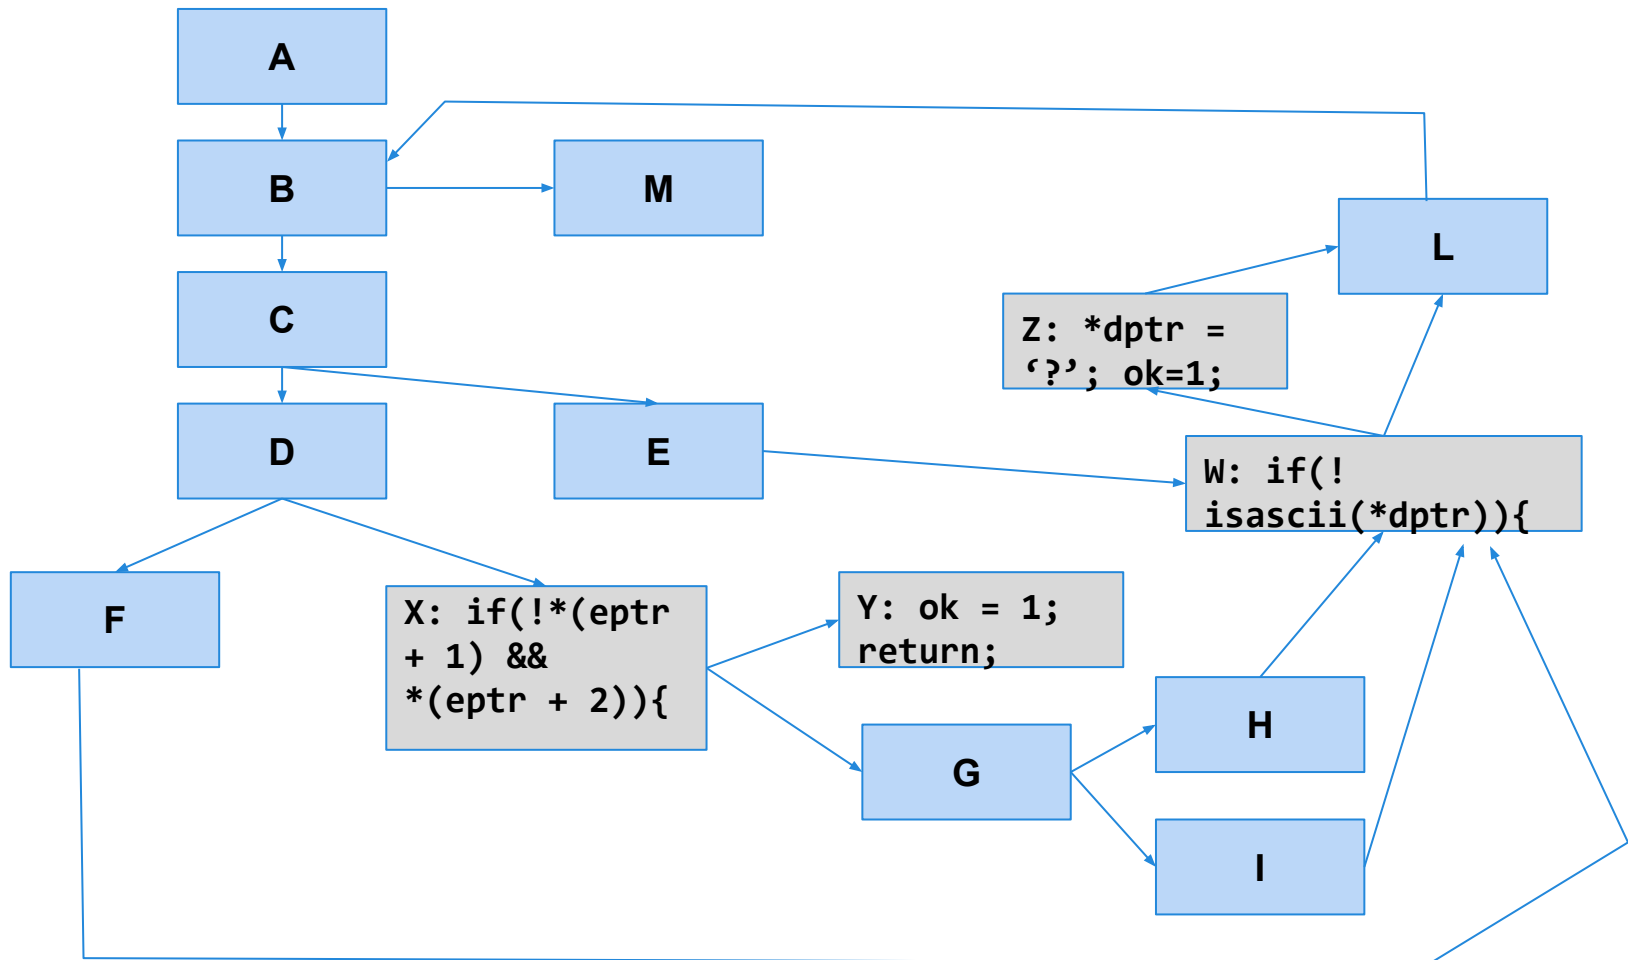 A
B
M
L
C
Z: *dptr =
‘?’; ok=1;
D
E
W: if(!
isascii(*dptr)){
F
X: if(!*(eptr
+ 1) &&
*(eptr + 2)){
Y: ok = 1;
return;
H
G
I